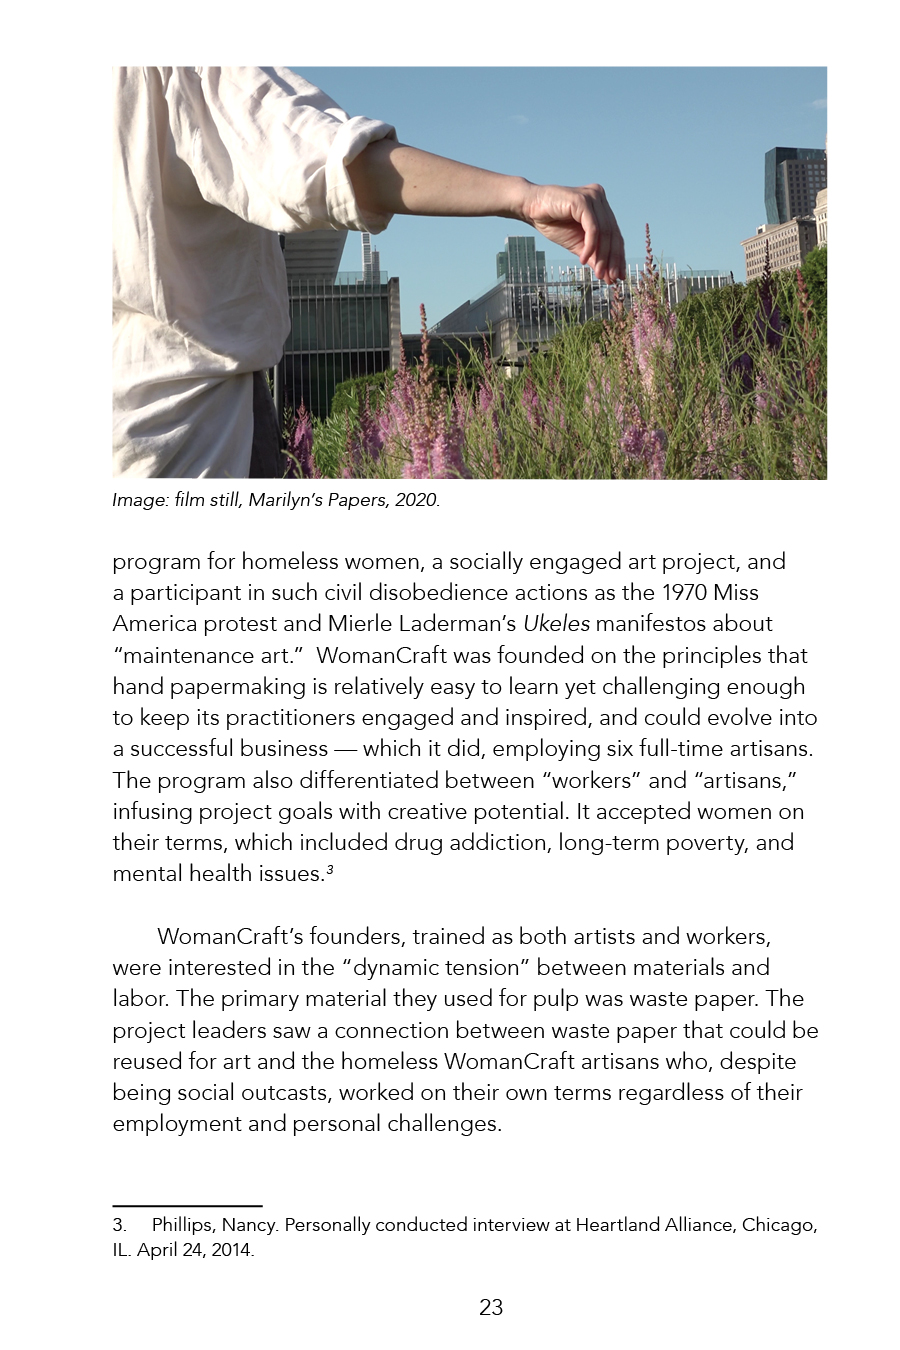 Image: film still, Marilyn’s Papers, 2020.
program for homeless women, a socially engaged art project, and
a participant in such civil disobedience actions as the 1970 Miss
America protest and Mierle Laderman’s Ukeles manifestos about
“maintenance art.”  WomanCraft was founded on the principles that
hand papermaking is relatively easy to learn yet challenging enough
to keep its practitioners engaged and inspired, and could evolve into
a successful business — which it did, employing six full-time artisans.
The program also differentiated between “workers” and “artisans,”
infusing project goals with creative potential. It accepted women on
their terms, which included drug addiction, long-term poverty, and
mental health issues.³
WomanCraft’s founders, trained as both artists and workers,
were interested in the “dynamic tension” between materials and
labor. The primary material they used for pulp was waste paper. The
project leaders saw a connection between waste paper that could be
reused for art and the homeless WomanCraft artisans who, despite
being social outcasts, worked on their own terms regardless of their
employment and personal challenges.
3. Phillips, Nancy. Personally conducted interview at Heartland Alliance, Chicago,
IL. April 24, 2014.
23